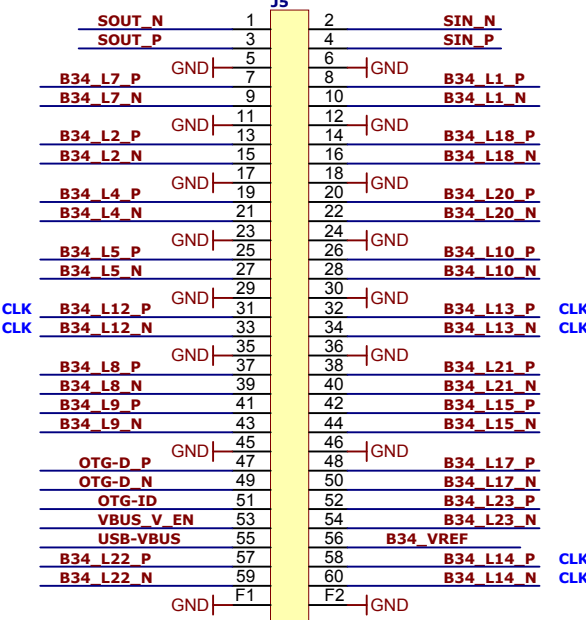 J5
SOUT_N 1 2 SIN_N
SOUT_P 3 4 SIN_P
GND 5 6 GND
B34_L7_P 7 8 B34_L1_P
B34_L7_N 9 10 B34_L1_N
GND 11 12 GND
B34_L2_P 13 14 B34_L18_P
B34_L2_N 15 16 B34_L18_N
GND 17 18 GND
B34_L4_P 19 20 B34_L20_P
B34_L4_N 21 22 B34_L20_N
GND 23 24 GND
B34_L5_P 25 26 B34_L10_P
B34_L5_N 27 28 B34_L10_N
GND 29 30 GND
CLK B34_L12_P 31 32 B34_L13_P CLK
CLK B34_L12_N 33 34 B34_L13_N CLK
GND 35 36 GND
B34_L8_P 37 38 B34_L21_P
B34_L8_N 39 40 B34_L21_N
B34_L9_P 41 42 B34_L15_P
B34_L9_N 43 44 B34_L15_N
GND 45 46 GND
OTG-D_P 47 48 B34_L17_P
OTG-D_N 49 50 B34_L17_N
OTG-ID 51 52 B34_L23_P
VBUS_V_EN 53 54 B34_L23_N
USB-VBUS 55 56 B34_VREF
B34_L22_P 57 58 B34_L14_P CLK
B34_L22_N 59 60 B34_L14_N CLK
GND F1 F2 GND